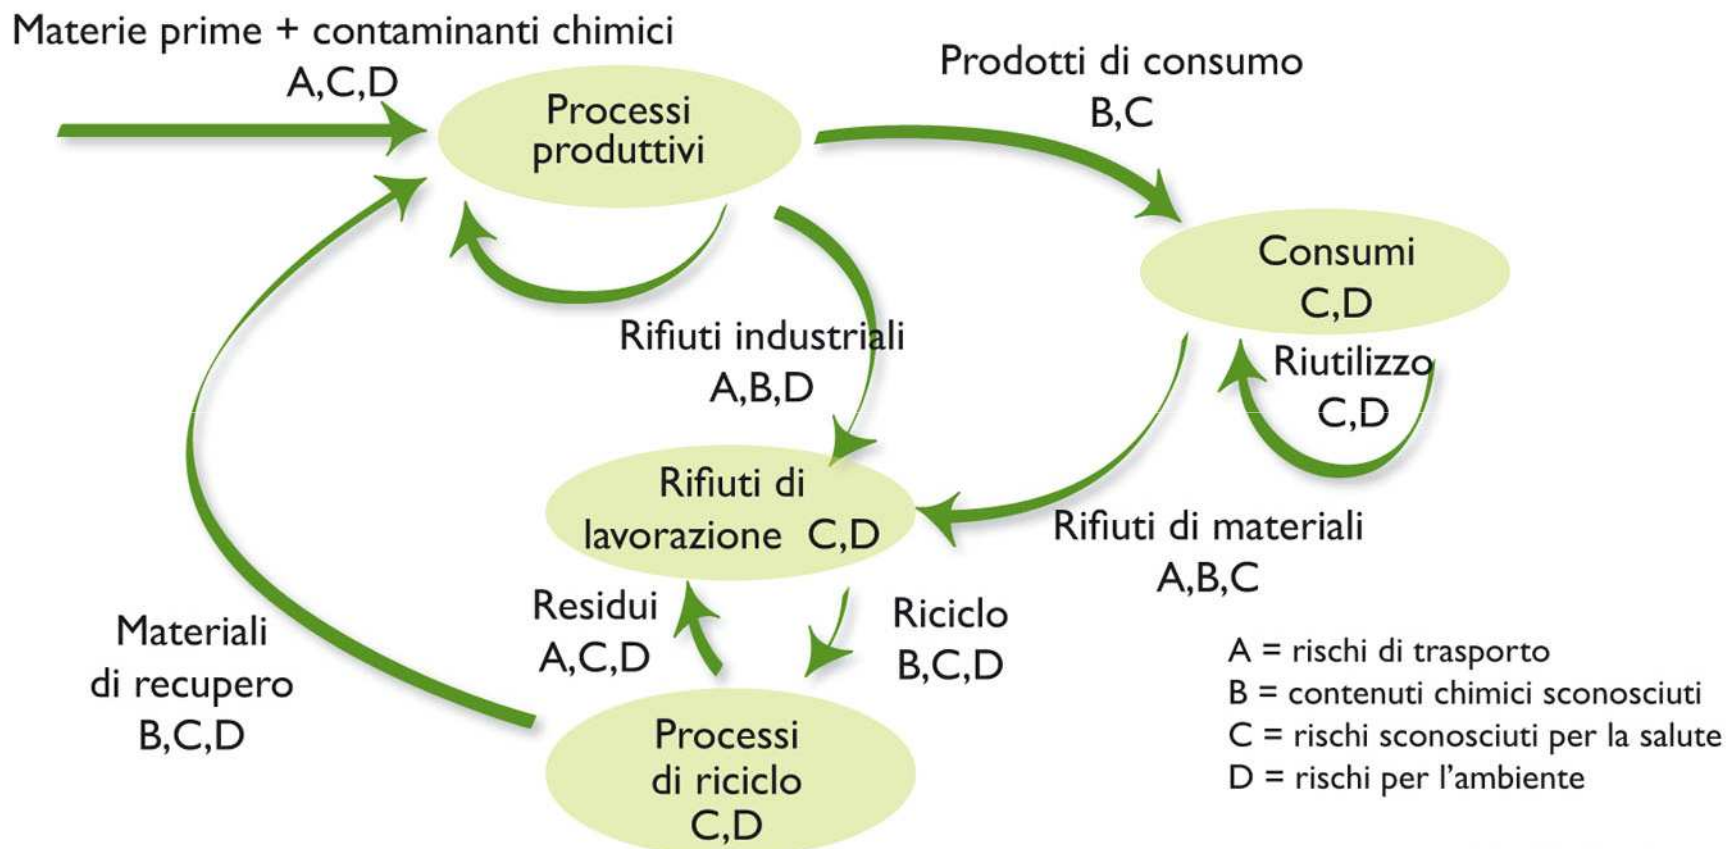 Materie prime + contaminanti chimici
A,C,D
Processi
produttivi
Prodotti di consumo
B,C
Consumi
C,D
Riutilizzo
C,D
Rifiuti industriali
A,B,D
Rifiuti di
lavorazione C,D
Rifiuti di materiali
A,B,C
Residui
A,C,D
Riciclo
B,C,D
Materiali
di recupero
B,C,D
Processi
di riciclo
C,D
A = rischi di trasporto
B = contenuti chimici sconosciuti
C = rischi sconosciuti per la salute
D = rischi per l'ambiente